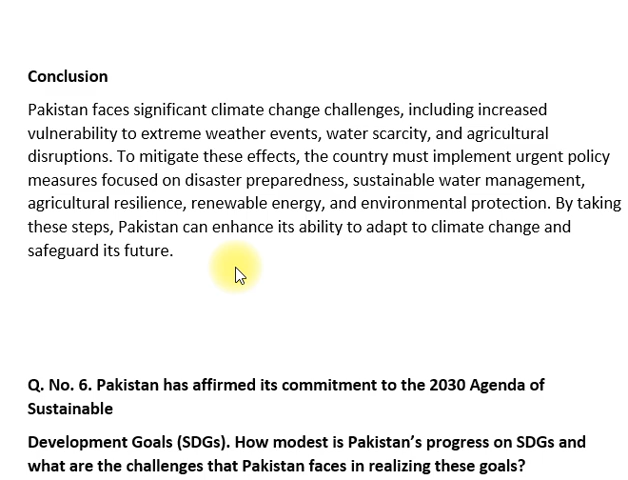 Conclusion
Pakistan faces significant climate change challenges, including increased
vulnerability to extreme weather events, water scarcity, and agricultural
disruptions. To mitigate these effects, the country must implement urgent policy
measures focused on disaster preparedness, sustainable water management,
agricultural resilience, renewable energy, and environmental protection. By taking
these steps, Pakistan can enhance its ability to adapt to climate change and
safeguard its future.
Q. No. 6. Pakistan has affirmed its commitment to the 2030 Agenda of
Sustainable
Development Goals (SDGs). How modest is Pakistan’s progress on SDGs and
what are the challenges that Pakistan faces in realizing these goals?